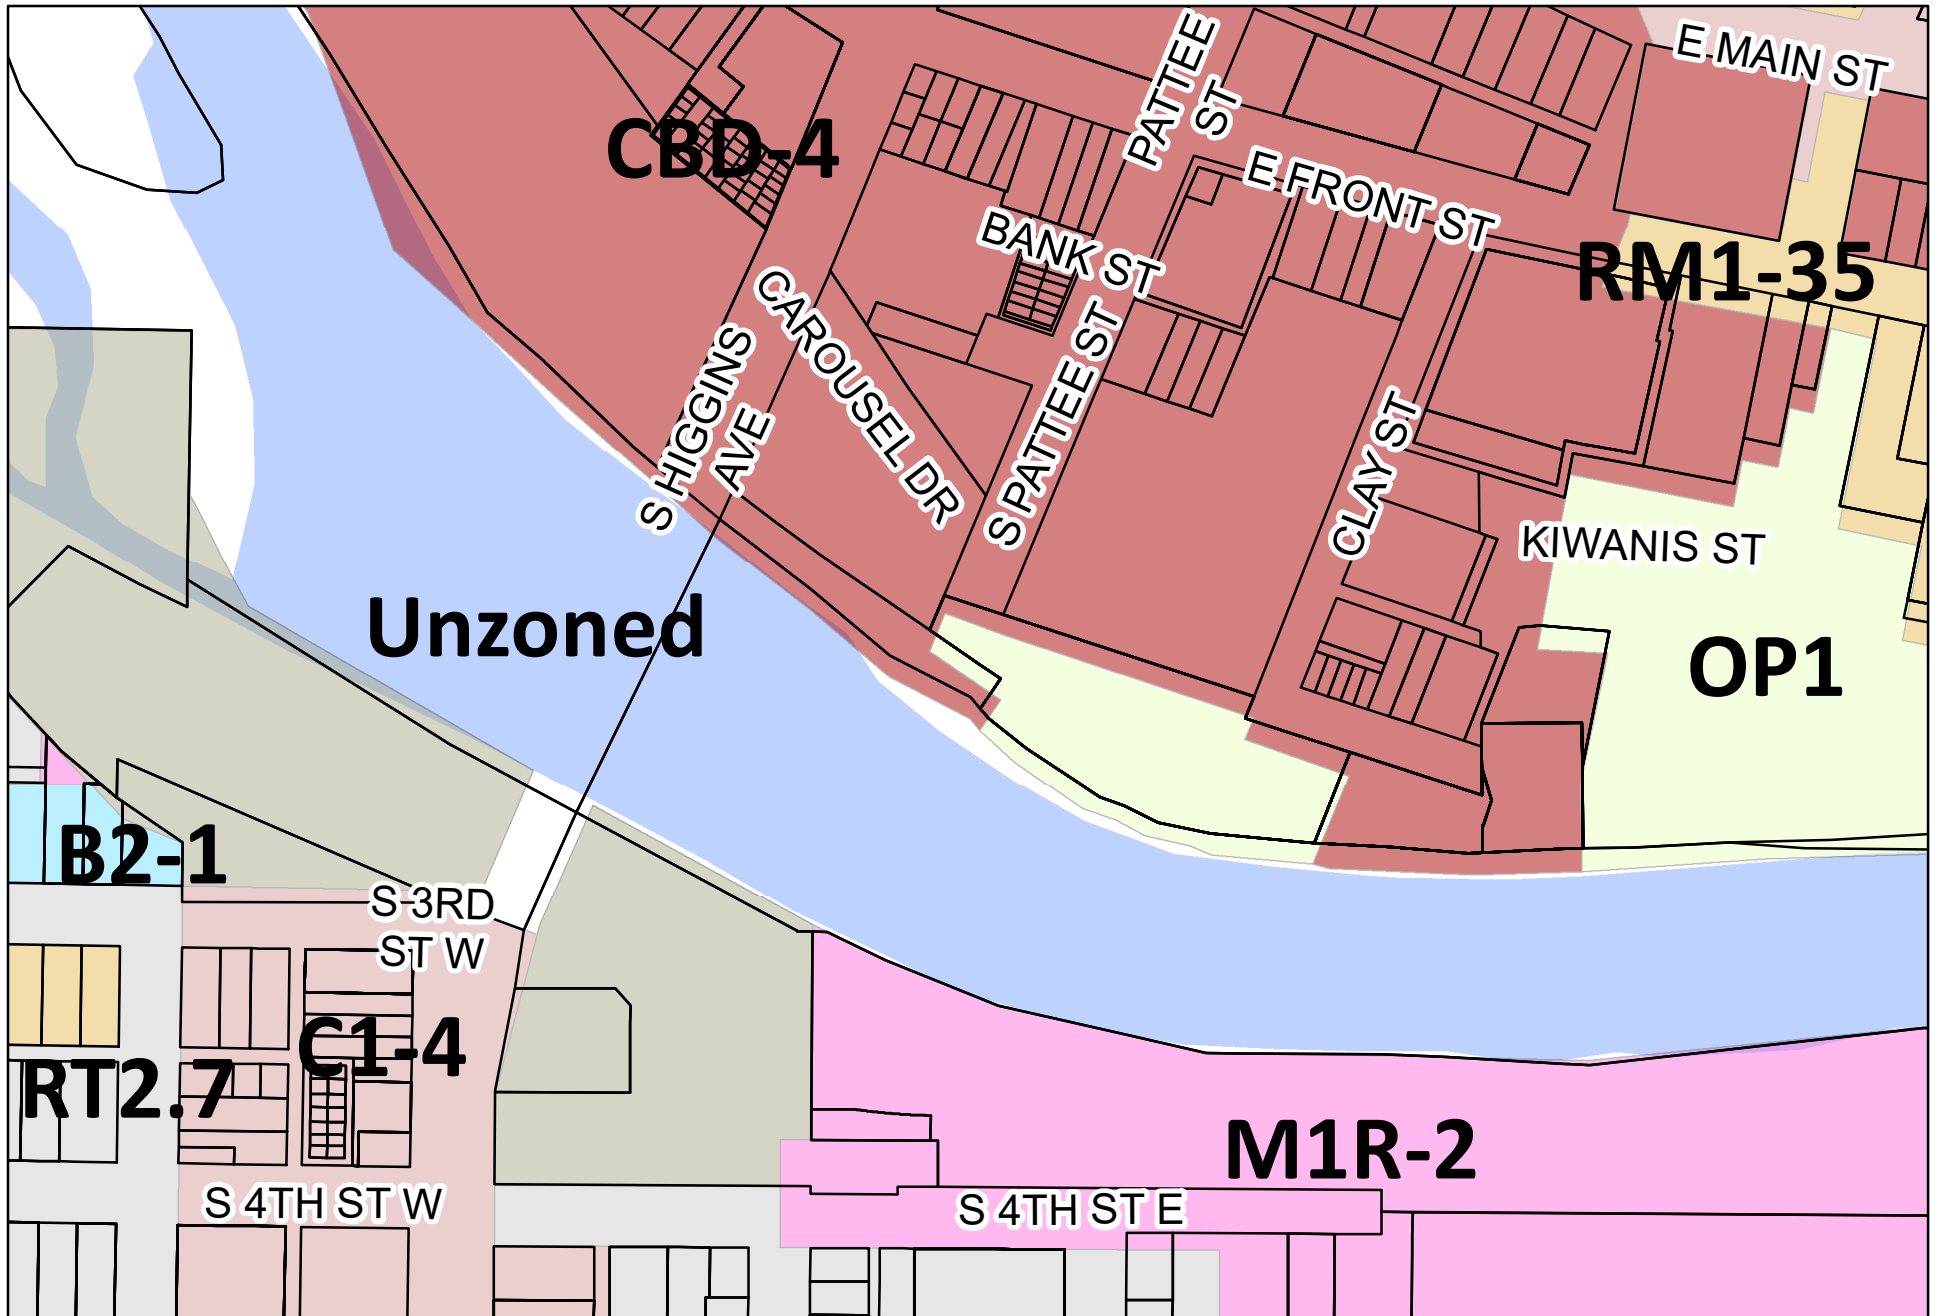 E MAIN ST
PATTEE
ST
CBD-4
E FRONT ST
BANK ST
RM1-35
CAROUSEL DR
S HIGGINS
AVE
S PATTEE ST
CLAY ST
KIWANIS ST
Unzoned
OP1
B2-1
S 3RD
ST W
C1-4
RT2.7
M1R-2
S 4TH ST W
S 4TH ST E